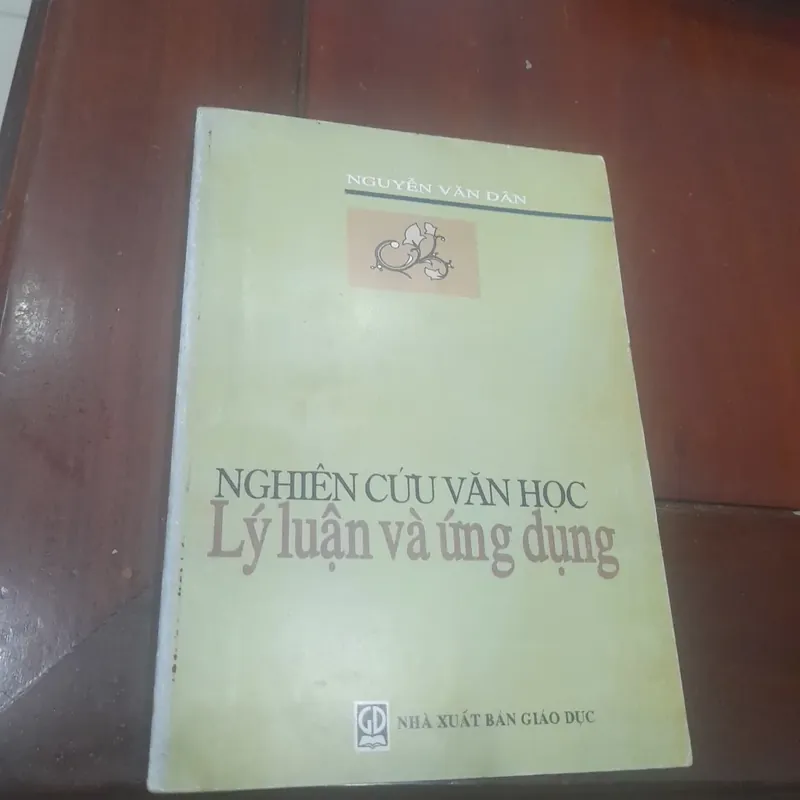 NGUYỄN VĂN DÂN
NGHIÊN CỨU VĂN HỌC
Lý luận và ứng dụng
GD
NHÀ XUẤT BẢN GIÁO DỤC